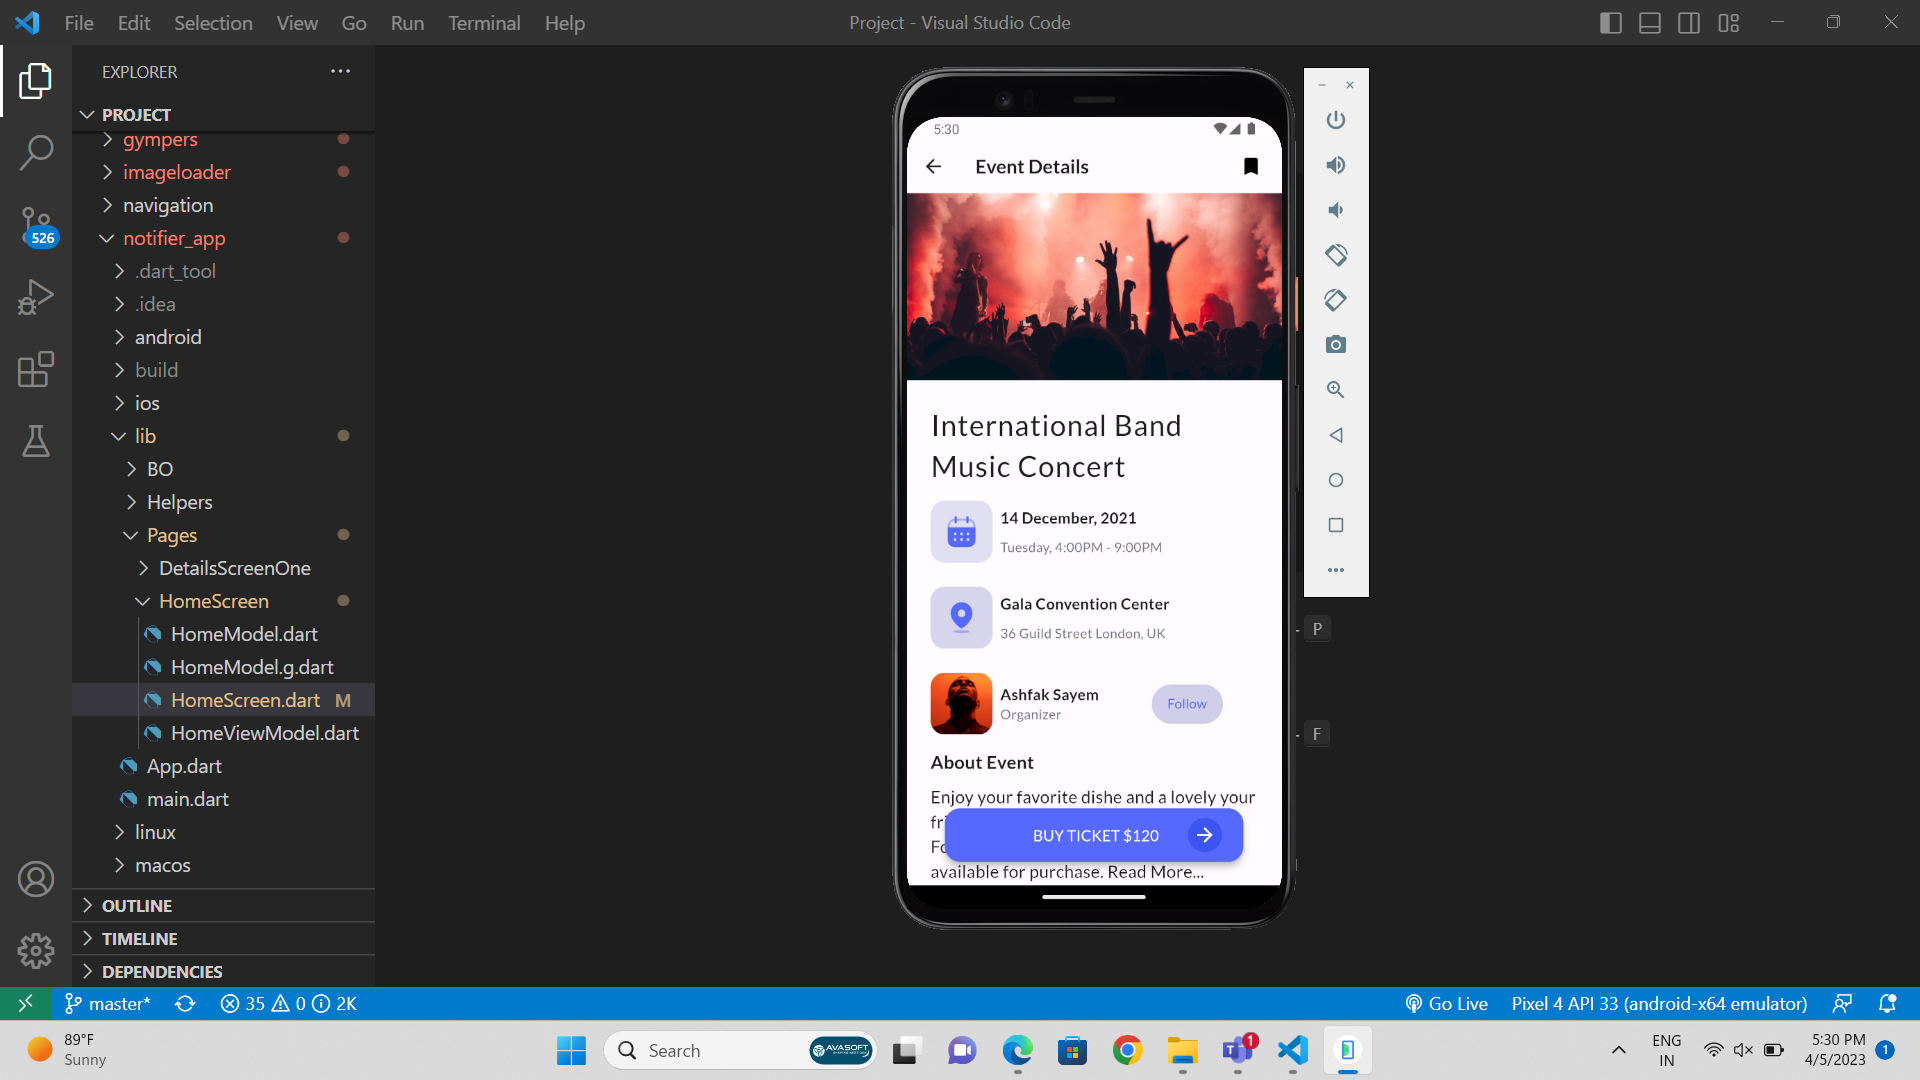 File Edit Selection View Go Run Terminal Help
Project - Visual Studio Code
EXPLORER
PROJECT
gympers
imageloader
navigation
notifier_app
.dart_tool
.idea
android
build
ios
lib
BO
Helpers
Pages
DetailsScreenOne
HomeScreen
HomeModel.dart
HomeModel.g.dart
HomeScreen.dart M
HomeViewModel.dart
App.dart
main.dart
linux
macos
OUTLINE
TIMELINE
DEPENDENCIES
526
5:30
Event Details
International Band
Music Concert
14 December, 2021
Tuesday, 4:00PM - 9:00PM
Gala Convention Center
36 Guild Street London, UK
Ashfak Sayem
Organizer
Follow
About Event
Enjoy your favorite dishe and a lovely your
BUY TICKET $120
available for purchase. Read More...
P
F
master* 35 0 2K
Go Live Pixel 4 API 33 (android-x64 emulator)
89°F
Sunny
Search
AVASOFT
1
ENG
IN
5:30 PM
4/5/2023
1